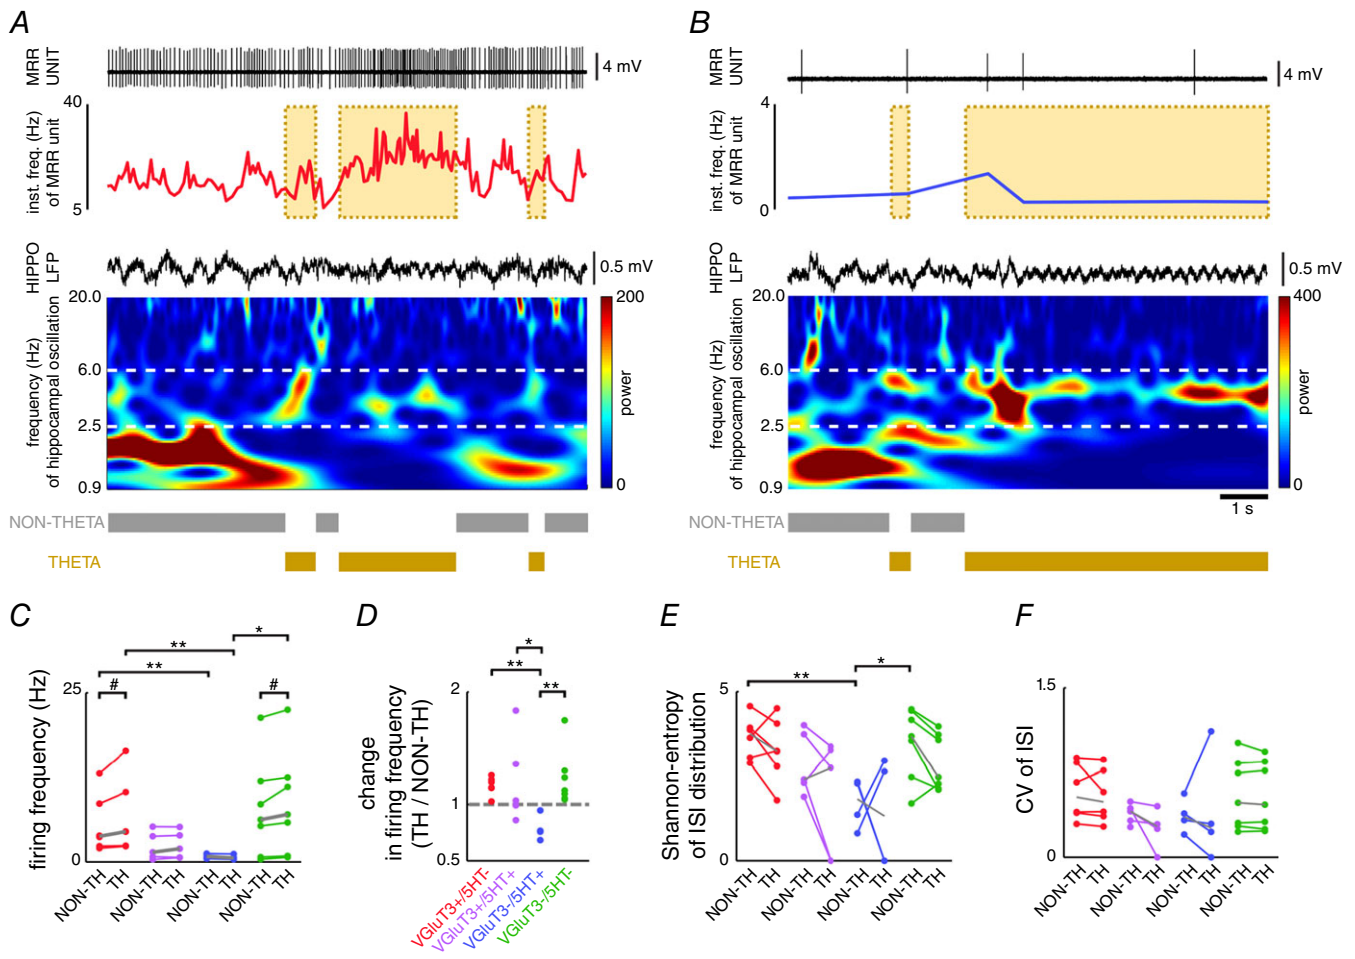 A
MRR
UNIT
4 mV
40
inst. freq. (Hz)
of MRR unit
5
HIPPO
LFP
0.5 mV
20.0
200
frequency (Hz)
of hippocampal oscillation
6.0
2.5
0.9
power
0
NON-THETA
THETA
B
MRR
UNIT
4 mV
4
inst. freq. (Hz)
of MRR unit
0
HIPPO
LFP
0.5 mV
20.0
400
frequency (Hz)
of hippocampal oscillation
6.0
2.5
0.9
power
0
1 s
NON-THETA
THETA
C
firing frequency (Hz)
25
0
**
**
*
#
#
NON-TH
TH
NON-TH
TH
NON-TH
TH
NON-TH
TH
D
change
in firing frequency
(TH / NON-TH)
2
1
0.5
*
**
**
VGluT3+/5HT-
VGluT3+/5HT+
VGluT3-/5HT+
VGluT3-/5HT-
E
Shannon-entropy
of ISI distribution
5
0
**
*
NON-TH
TH
NON-TH
TH
NON-TH
TH
NON-TH
TH
F
CV of ISI
1.5
0
NON-TH
TH
NON-TH
TH
NON-TH
TH
NON-TH
TH